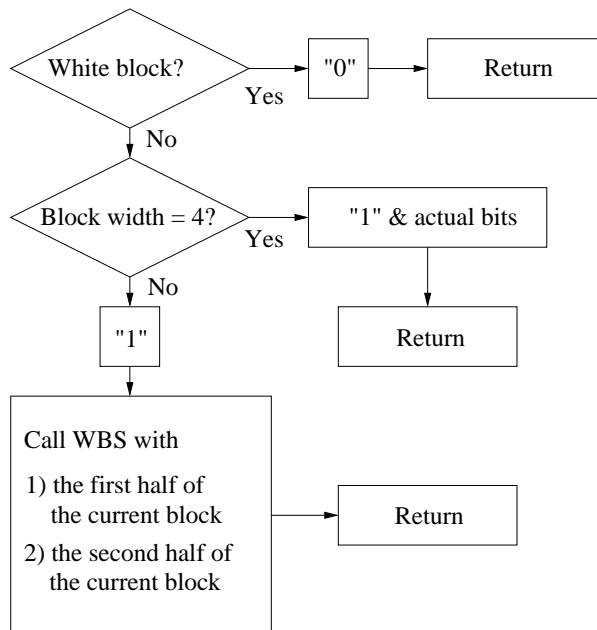 White block?
Yes
"0"
Return
No
Block width = 4?
Yes
"1" & actual bits
No
Return
"1"
Call WBS with
1) the first half of
the current block
2) the second half of
the current block
Return